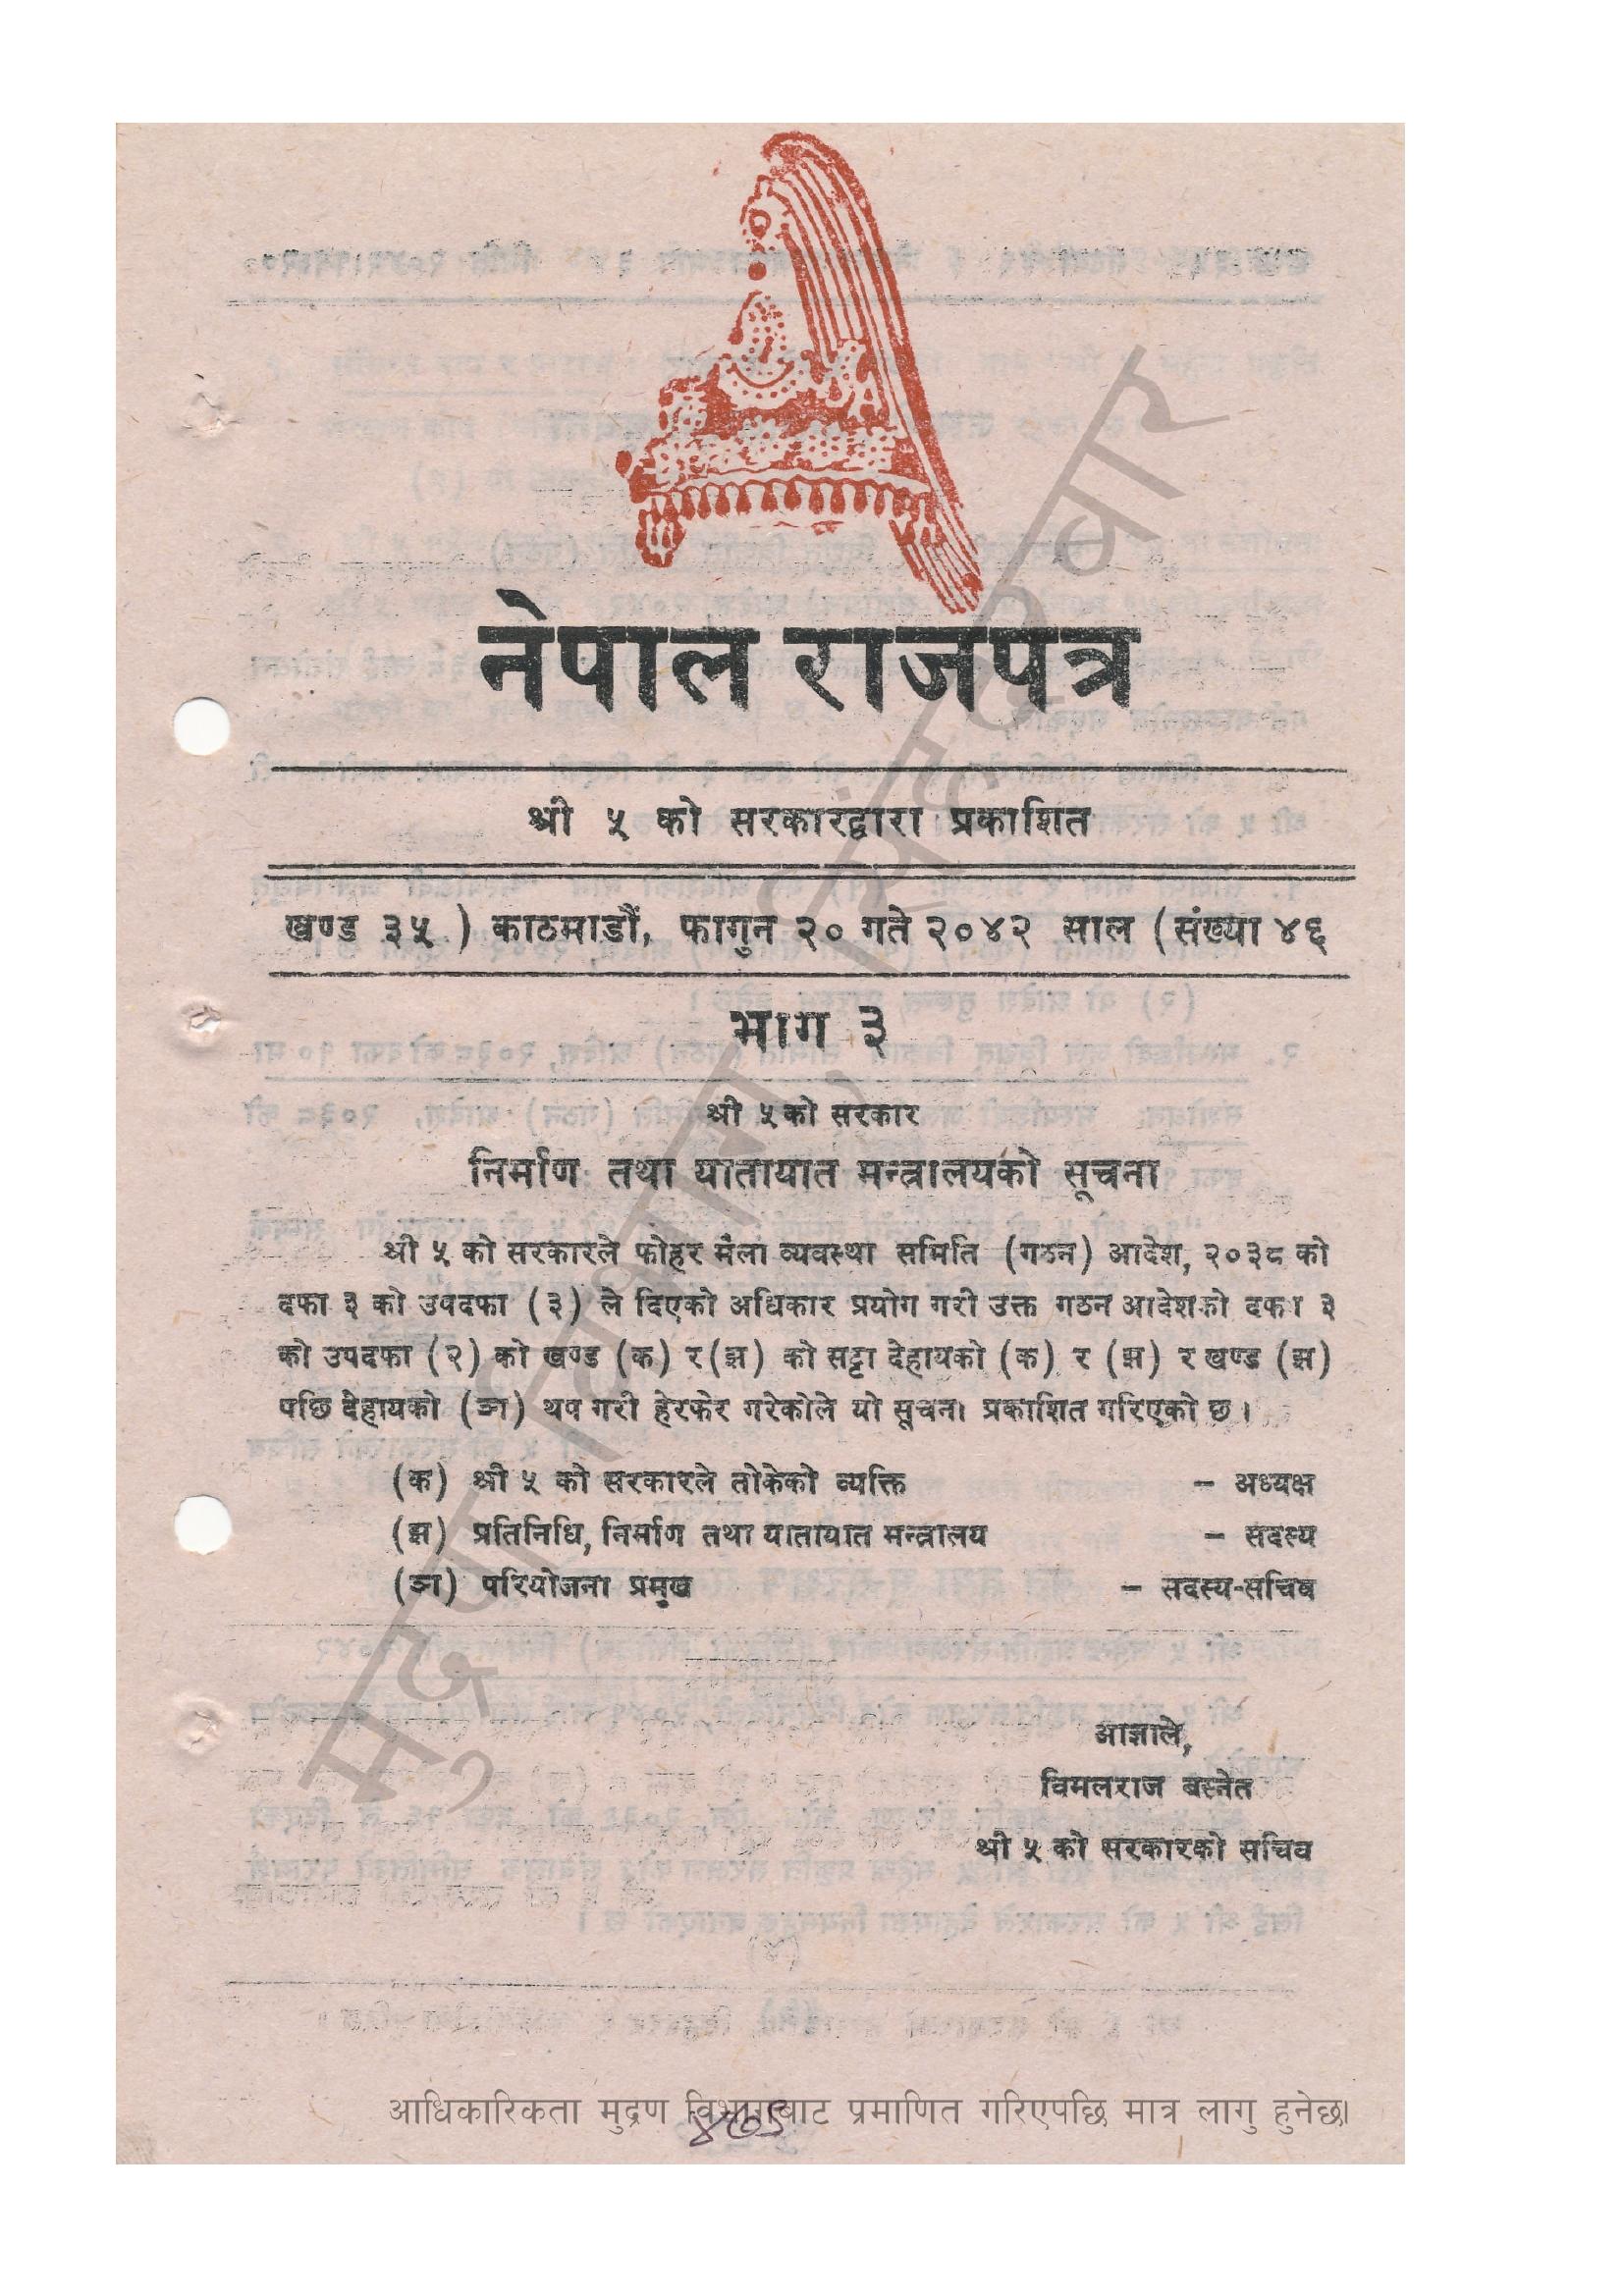 नेपाल राजपत्र
श्री ५ को सरकारद्वारा प्रकाशित
खण्ड ३५ ) काठमाडौं, फागुन २० गते २०४२ साल (संख्या ४६
भाग ३
श्री ५ को सरकार
निर्माण तथा यातायात मन्त्रालयको सूचना
श्री ५ को सरकारले फोहर मैला व्यवस्था समिति (गठन) आदेश, २०३८ को
दफा ३ को उपदफा (३) ले दिएको अधिकार प्रयोग गरी उक्त गठन आदेशको दफा ३
को उपदफा (२) को खण्ड (क) र (झ) को सट्टा देहायको (क) र (झ) र खण्ड (झ)
पछि देहायको (ञ) थप गरी हेरफेर गरेकोले यो सूचना प्रकाशित गरिएको छ ।
(क) श्री ५ को सरकारले तोकेको व्यक्ति – अध्यक्ष
(झ) प्रतिनिधि, निर्माण तथा यातायात मन्त्रालय – सदस्य
(ञ) परियोजना प्रमुख – सदस्य-सचिव
आज्ञाले,
विमलराज बस्नेत
श्री ५ को सरकारको सचिव
आधिकारिकता मुद्रण विभागबाट प्रमाणित गरिएपछि मात्र लागु हुनेछ।